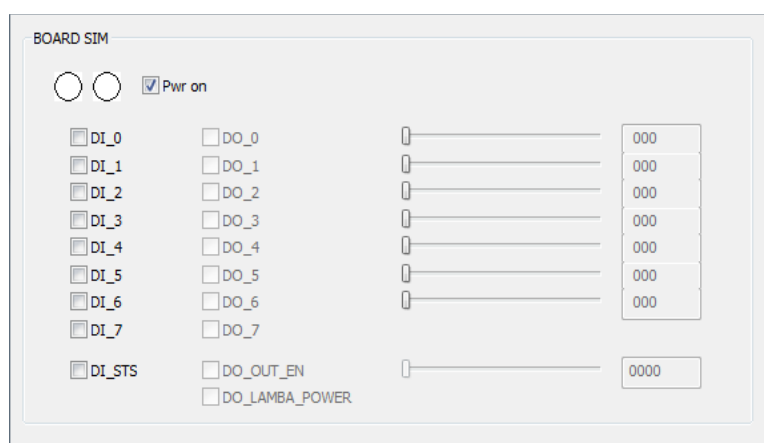 BOARD SIM
Pwr on
DI_0 DO_0 000
DI_1 DO_1 000
DI_2 DO_2 000
DI_3 DO_3 000
DI_4 DO_4 000
DI_5 DO_5 000
DI_6 DO_6 000
DI_7 DO_7
DI_STS DO_OUT_EN 0000
DO_LAMBA_POWER